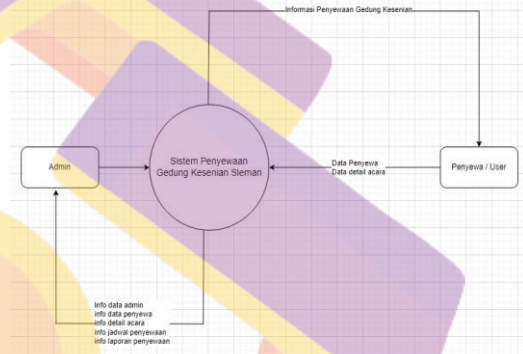 Informasi Penyewaan Gedung Kesenian
Admin
Sistem Penyewaan
Gedung Kesenian Sleman
Data Penyewa
Data detail acara
Penyewa / User
info data admin
info data penyewa
info detail acara
info jadwal penyewaan
info laporan penyewaan